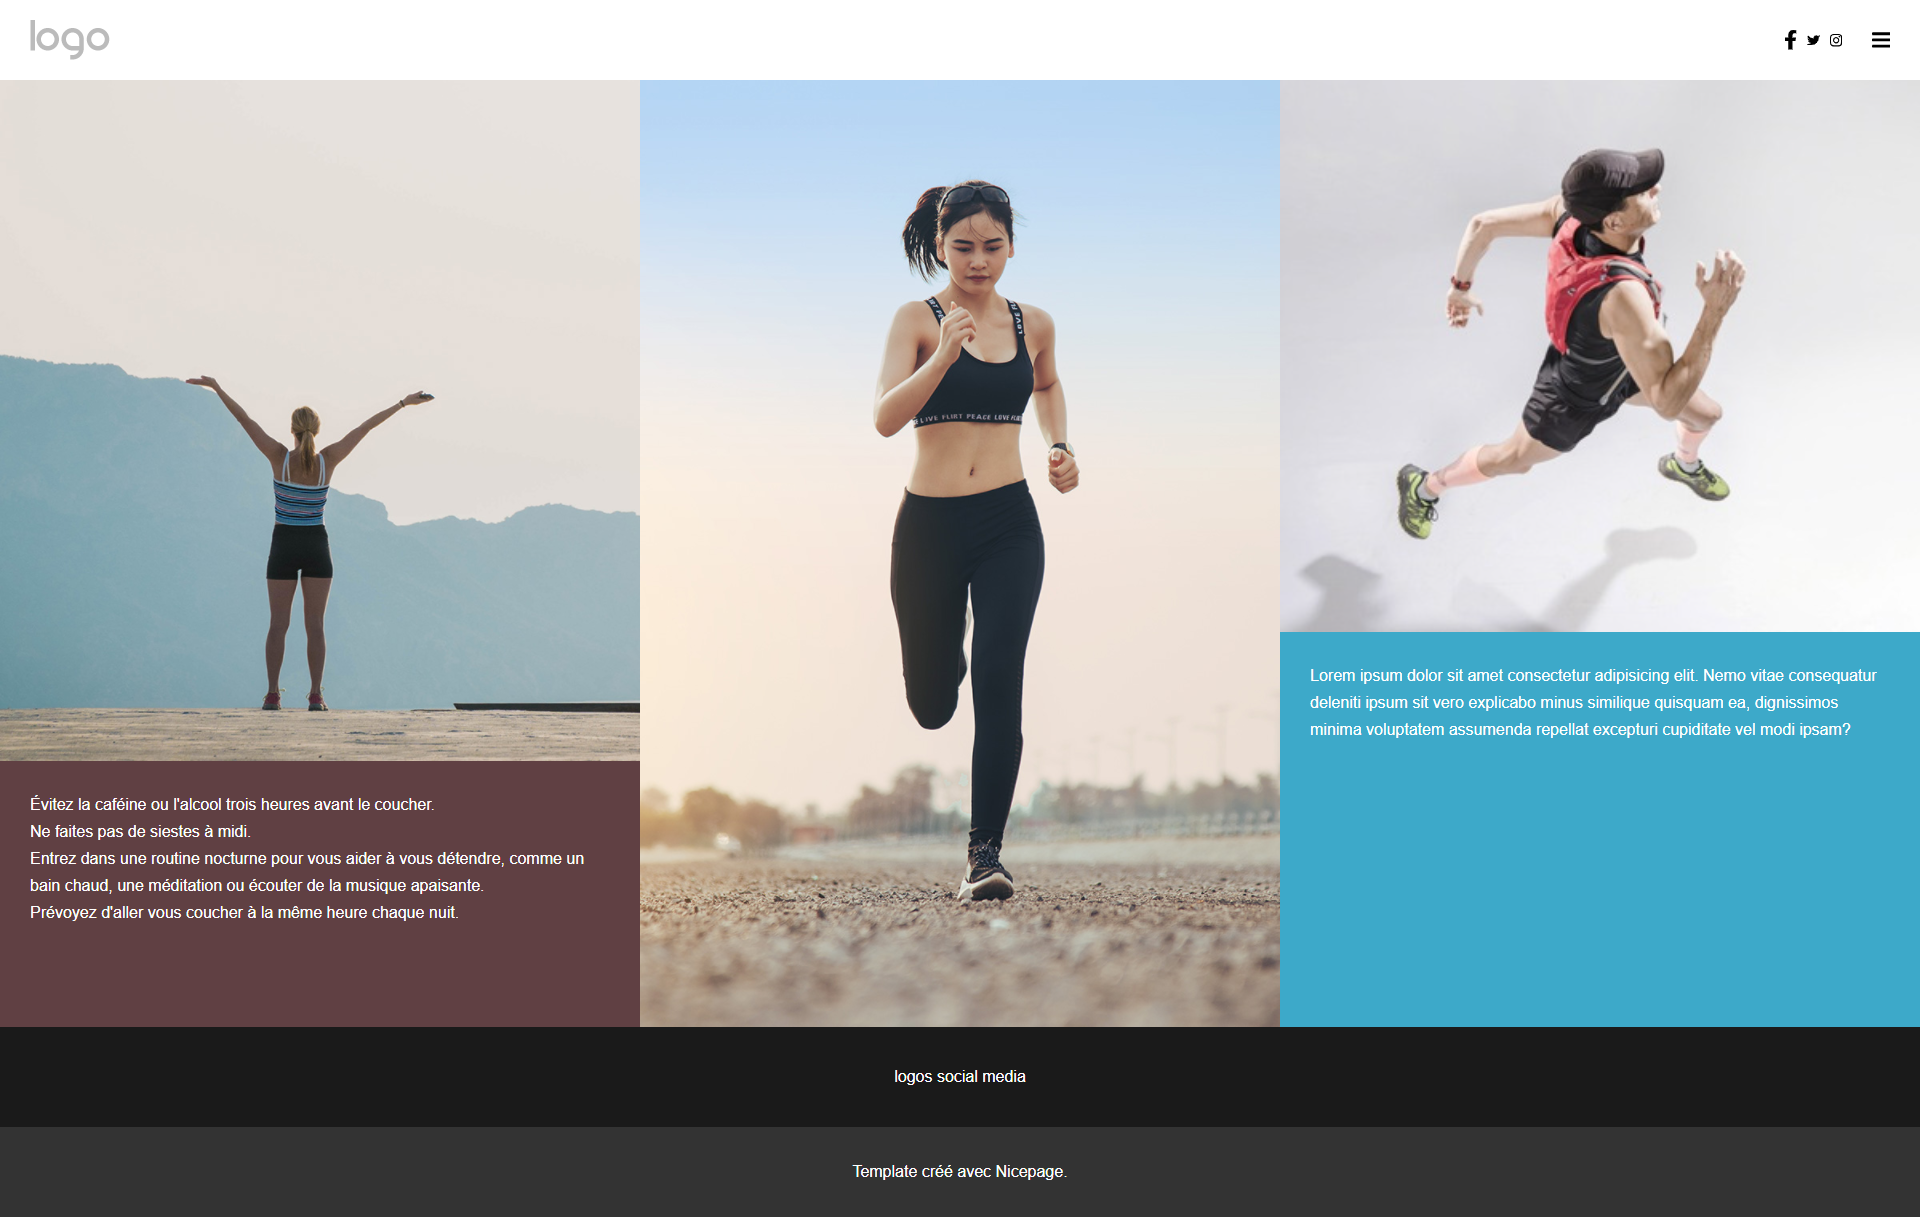 logo
LOVE FL
LIVE FLIRT PEACE LOVE FLI
Évitez la caféine ou l'alcool trois heures avant le coucher.
Ne faites pas de siestes à midi.
Entrez dans une routine nocturne pour vous aider à vous détendre, comme un
bain chaud, une méditation ou écouter de la musique apaisante.
Prévoyez d'aller vous coucher à la même heure chaque nuit.
Lorem ipsum dolor sit amet consectetur adipisicing elit. Nemo vitae consequatur
deleniti ipsum sit vero explicabo minus similique quisquam ea, dignissimos
minima voluptatem assumenda repellat excepturi cupiditate vel modi ipsam?
logos social media
Template créé avec Nicepage.